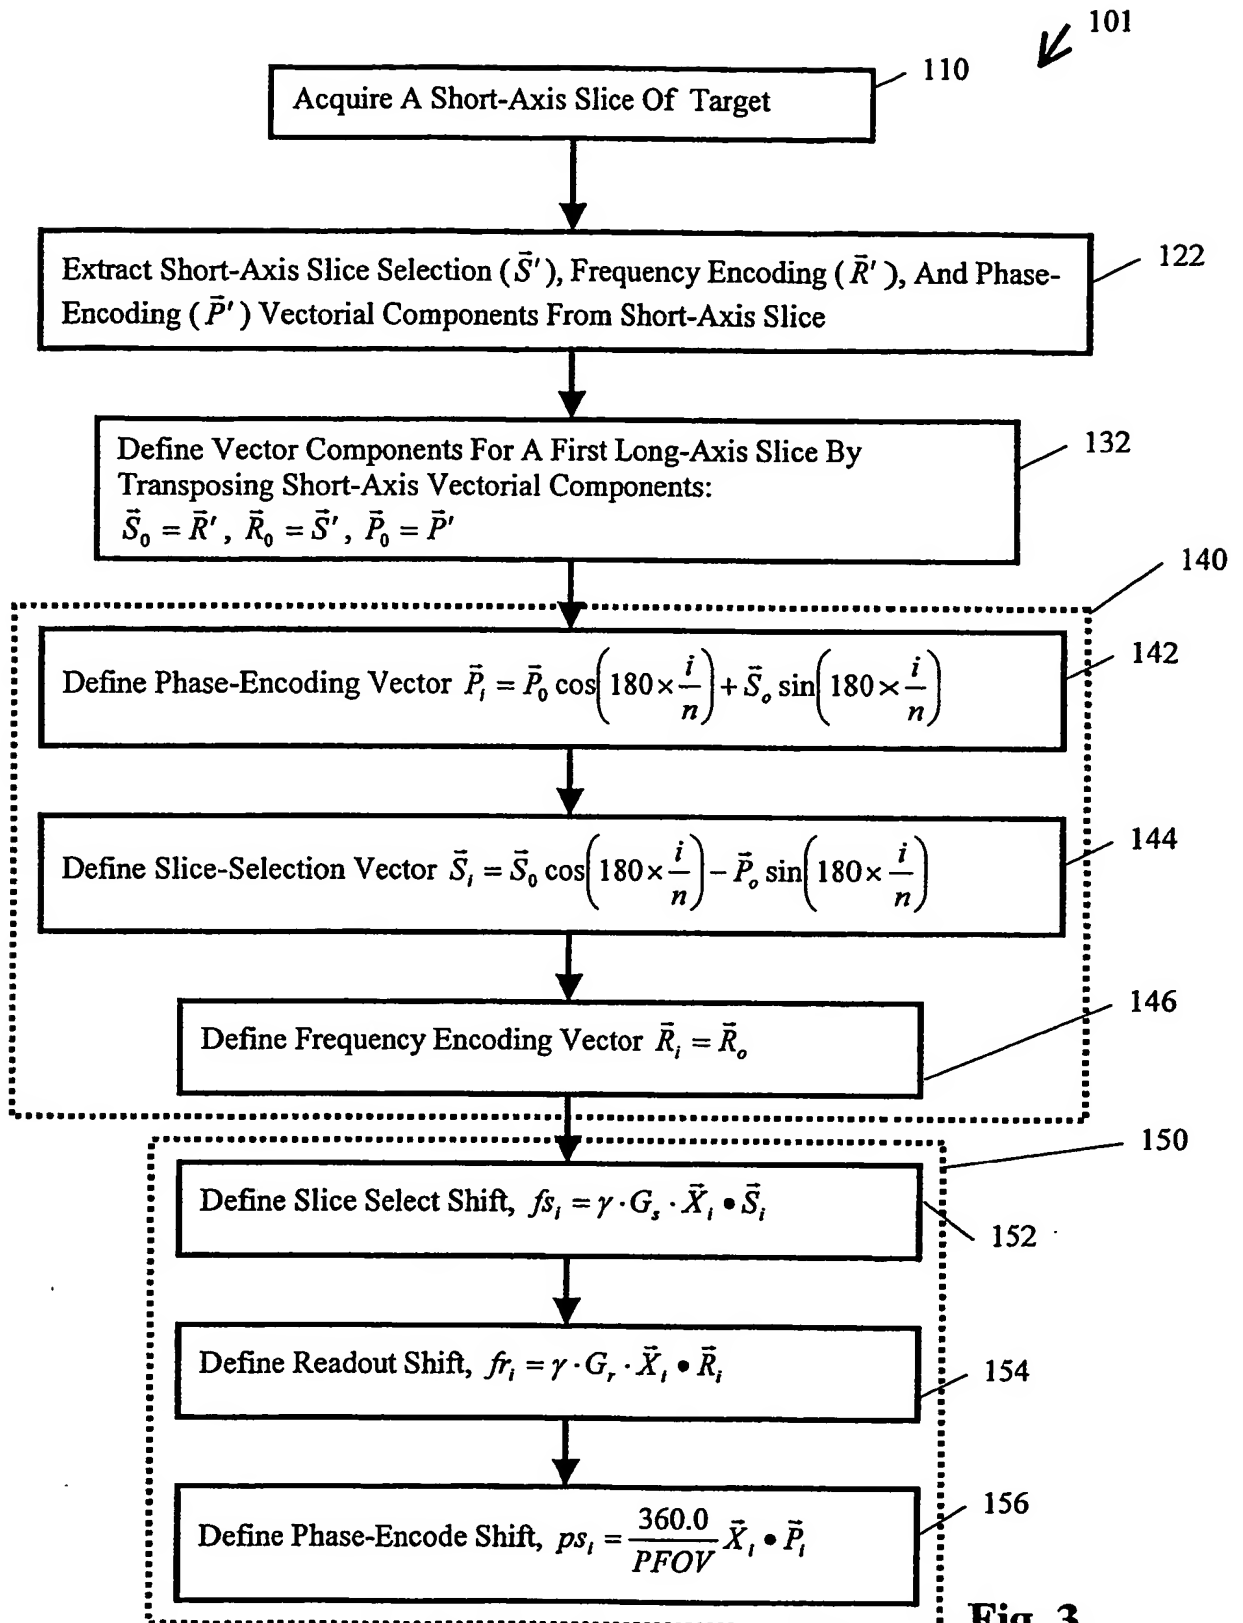 101
110
Acquire A Short-Axis Slice Of Target
122
Extract Short-Axis Slice Selection (S⃗′), Frequency Encoding (R⃗′), And Phase-
Encoding (P⃗′) Vectorial Components From Short-Axis Slice
132
Define Vector Components For A First Long-Axis Slice By
Transposing Short-Axis Vectorial Components:
S⃗₀ = R⃗′, R⃗₀ = S⃗′, P⃗₀ = P⃗′
140
142
Define Phase-Encoding Vector P⃗ᵢ = P⃗₀ cos(180 × i/n) + S⃗ₒ sin(180 × i/n)
144
Define Slice-Selection Vector S⃗ᵢ = S⃗₀ cos(180 × i/n) − P⃗ₒ sin(180 × i/n)
146
Define Frequency Encoding Vector R⃗ᵢ = R⃗ₒ
150
Define Slice Select Shift, fsᵢ = γ · Gₛ · X⃗ᵢ • S⃗ᵢ
152
Define Readout Shift, frᵢ = γ · Gᵣ · X⃗ᵢ • R⃗ᵢ
154
156
Define Phase-Encode Shift, psᵢ = 360.0/PFOV X⃗ᵢ • P⃗ᵢ
Fig. 3